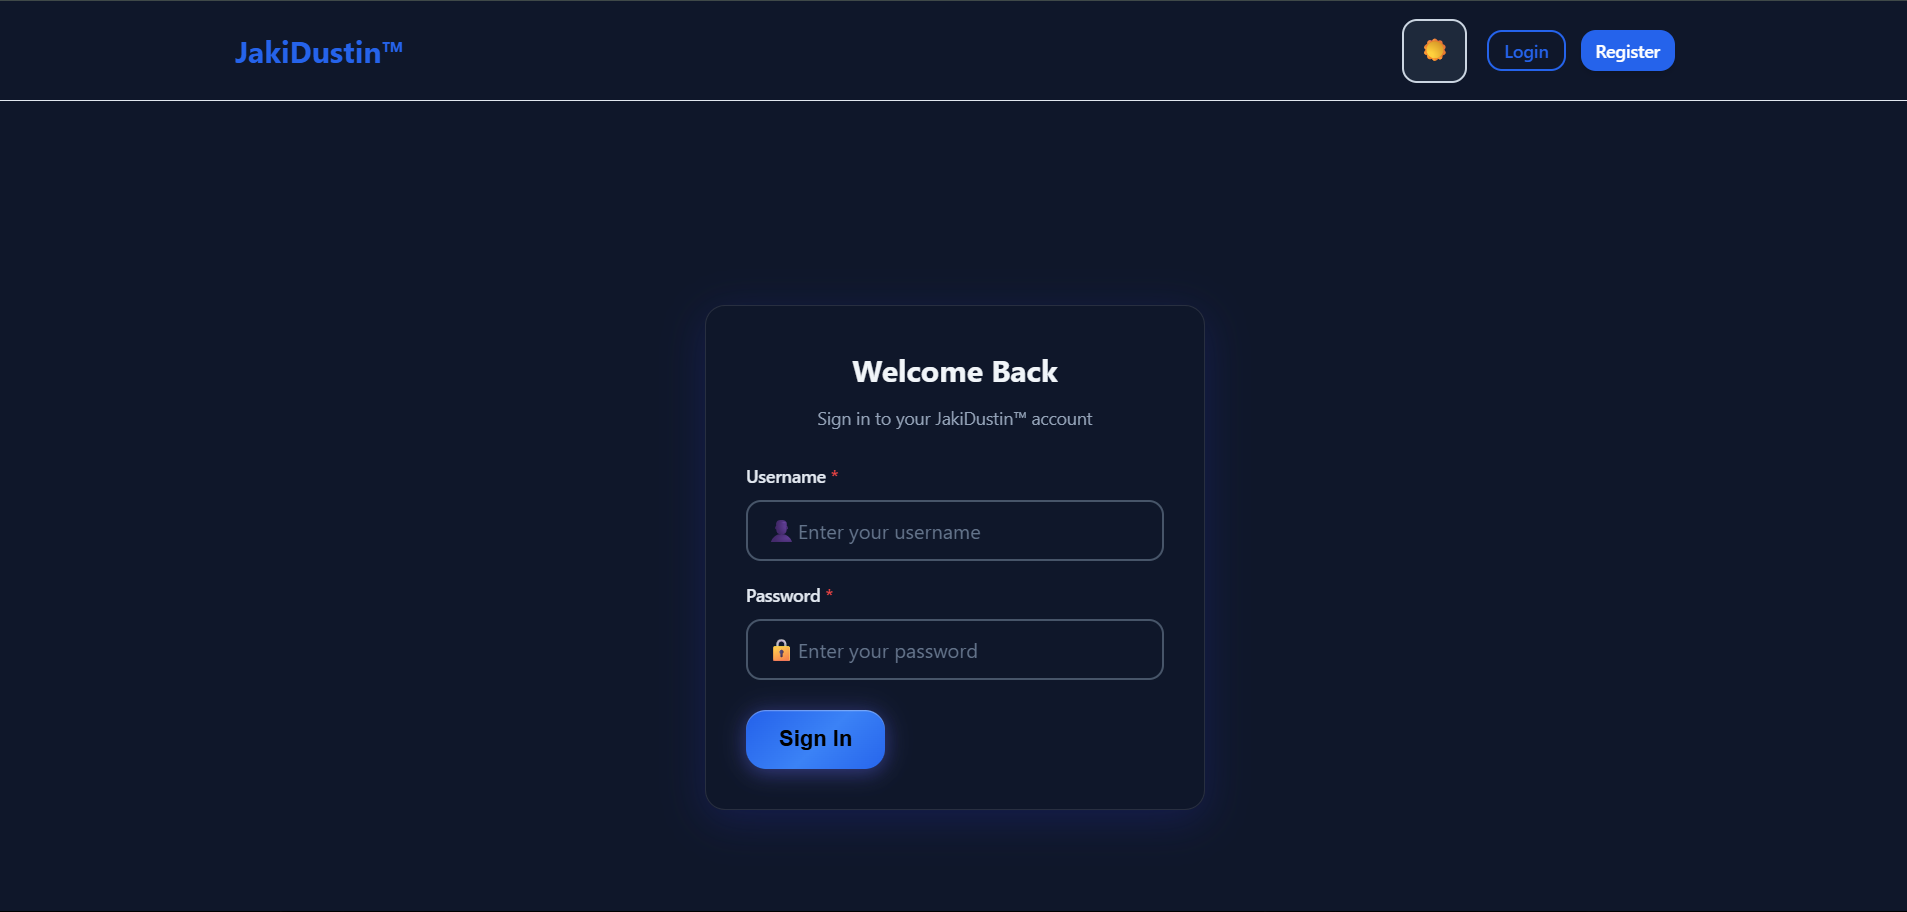 JakiDustin™
Login
Register
Welcome Back
Sign in to your JakiDustin™ account
Username *
Enter your username
Password *
Enter your password
Sign In